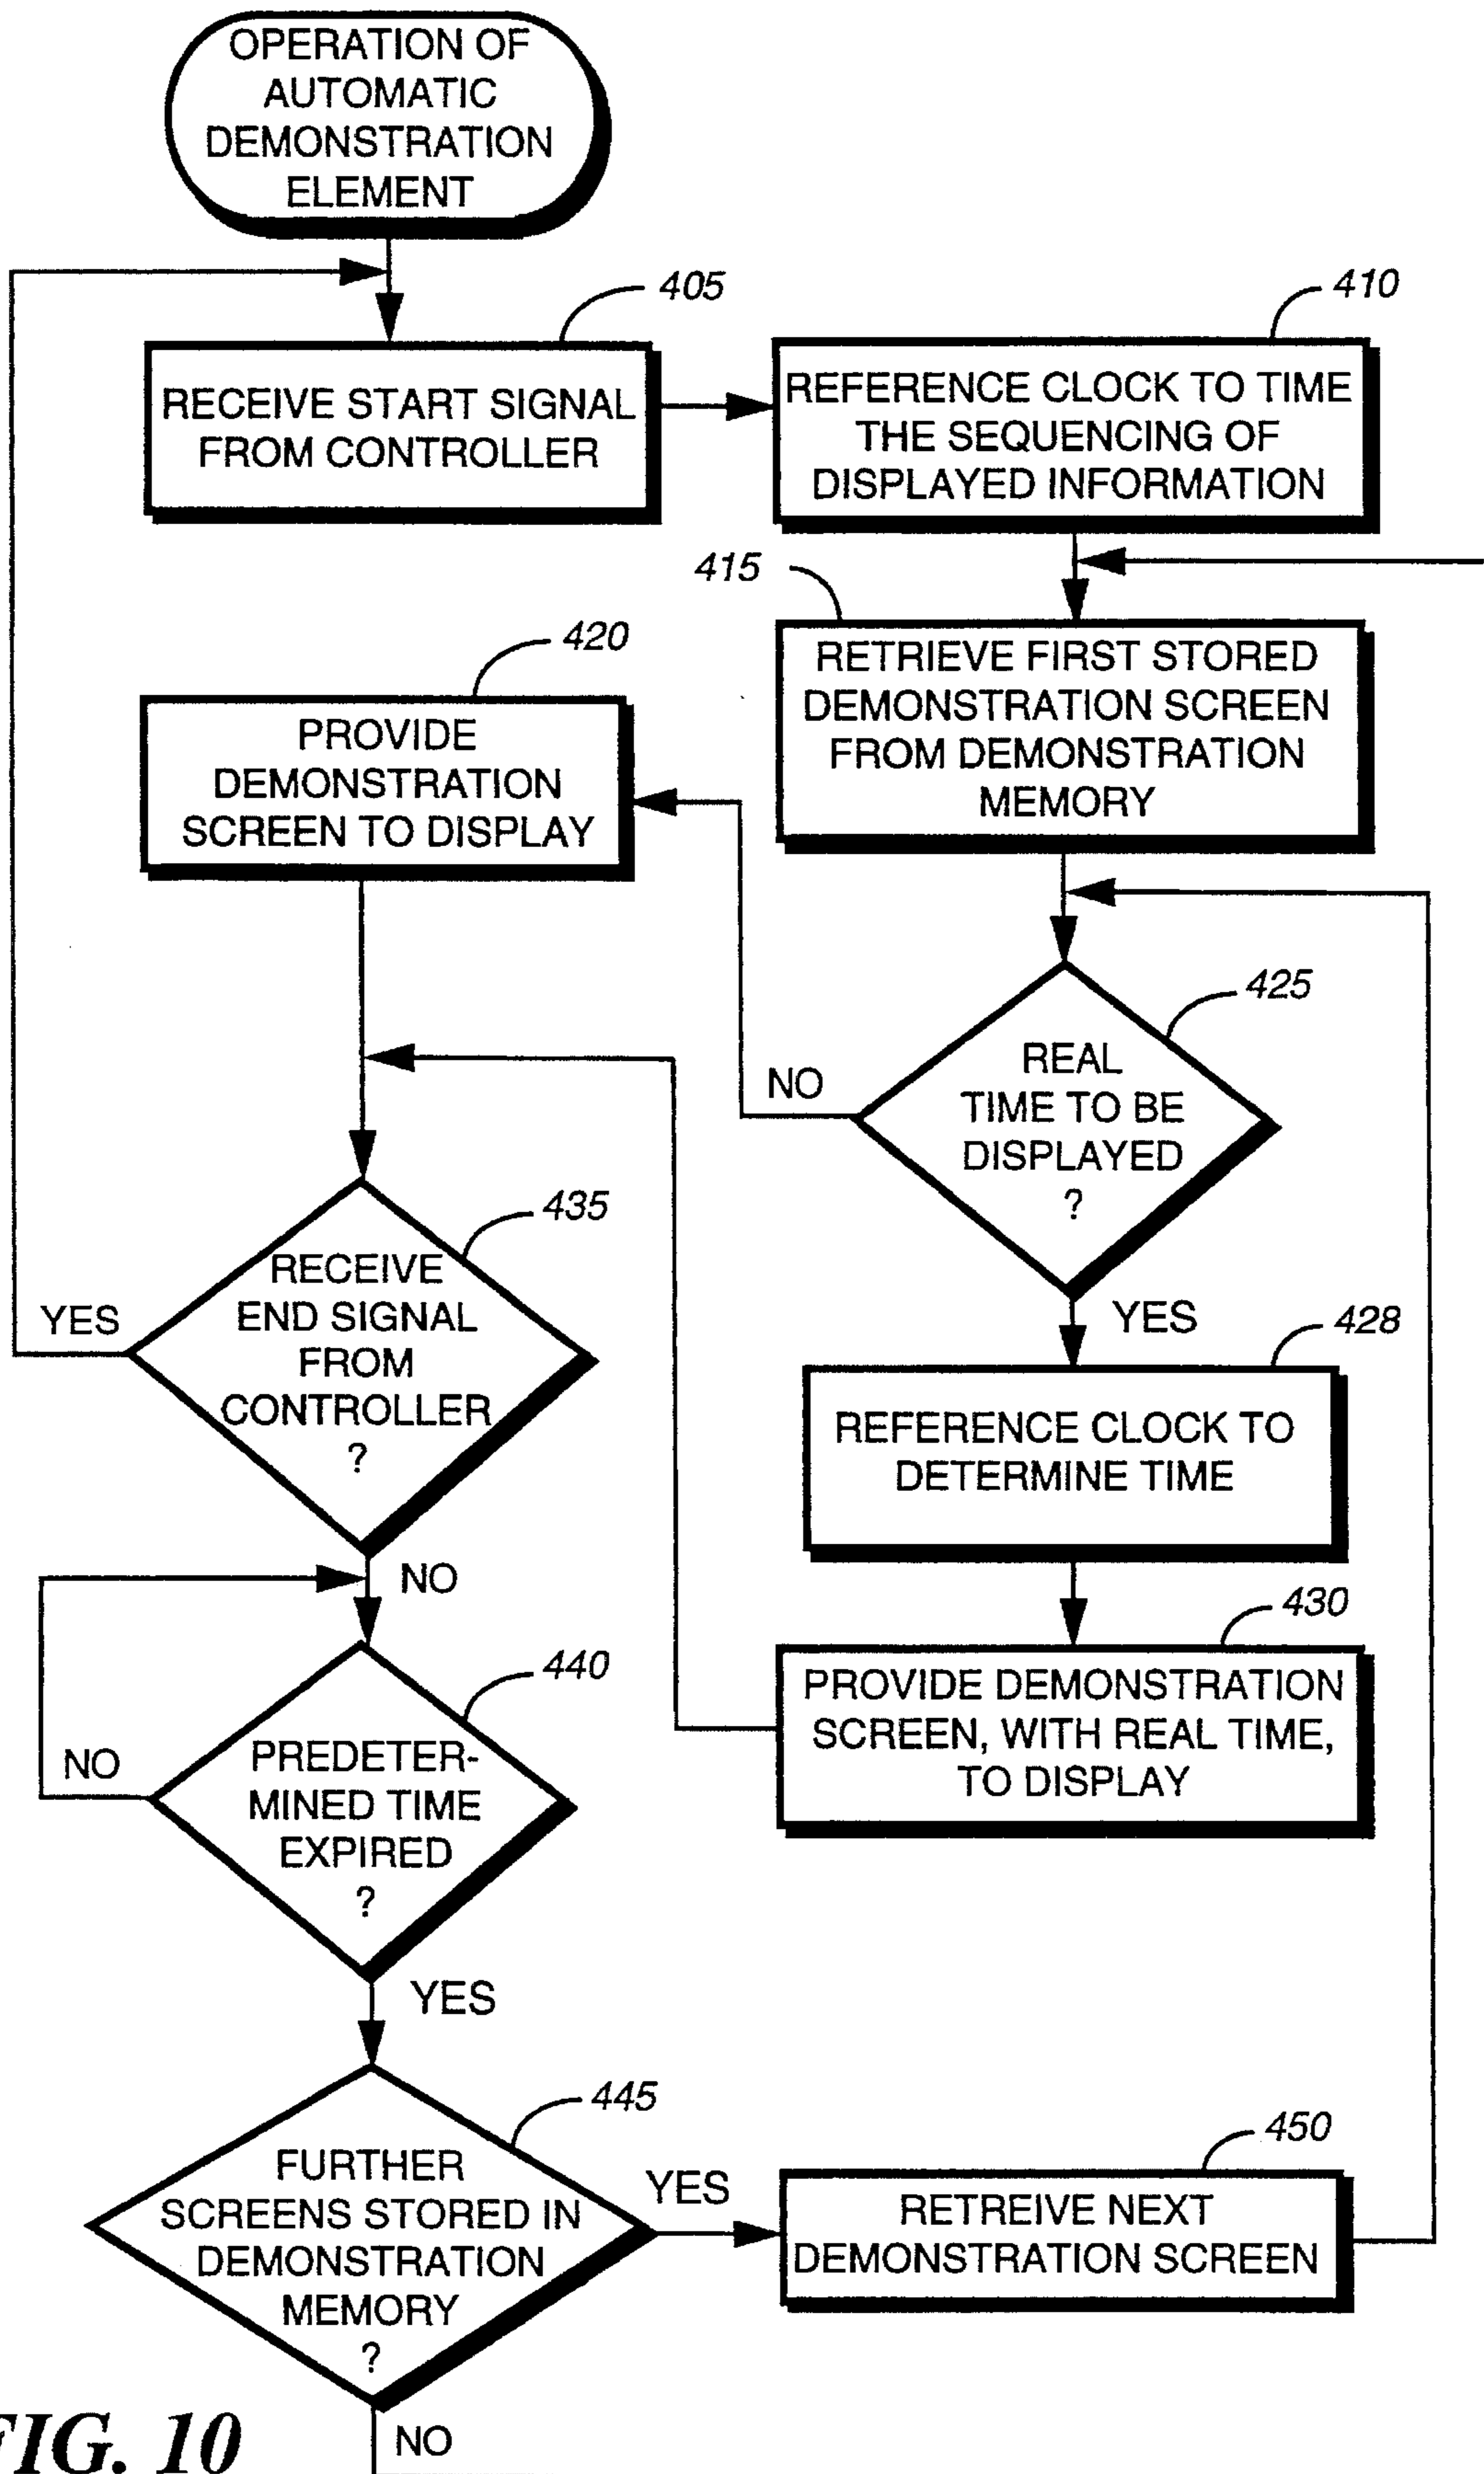 OPERATION OF
AUTOMATIC
DEMONSTRATION
ELEMENT
405
RECEIVE START SIGNAL
FROM CONTROLLER
410
REFERENCE CLOCK TO TIME
THE SEQUENCING OF
DISPLAYED INFORMATION
415
RETRIEVE FIRST STORED
DEMONSTRATION SCREEN
FROM DEMONSTRATION
MEMORY
420
PROVIDE
DEMONSTRATION
SCREEN TO DISPLAY
425
REAL
TIME TO BE
DISPLAYED
?
NO
YES
428
REFERENCE CLOCK TO
DETERMINE TIME
430
PROVIDE DEMONSTRATION
SCREEN, WITH REAL TIME,
TO DISPLAY
435
RECEIVE
END SIGNAL
FROM
CONTROLLER
?
YES
NO
440
PREDETER-
MINED TIME
EXPIRED
?
NO
YES
445
FURTHER
SCREENS STORED IN
DEMONSTRATION
MEMORY
?
YES
NO
450
RETREIVE NEXT
DEMONSTRATION SCREEN
FIG. 10